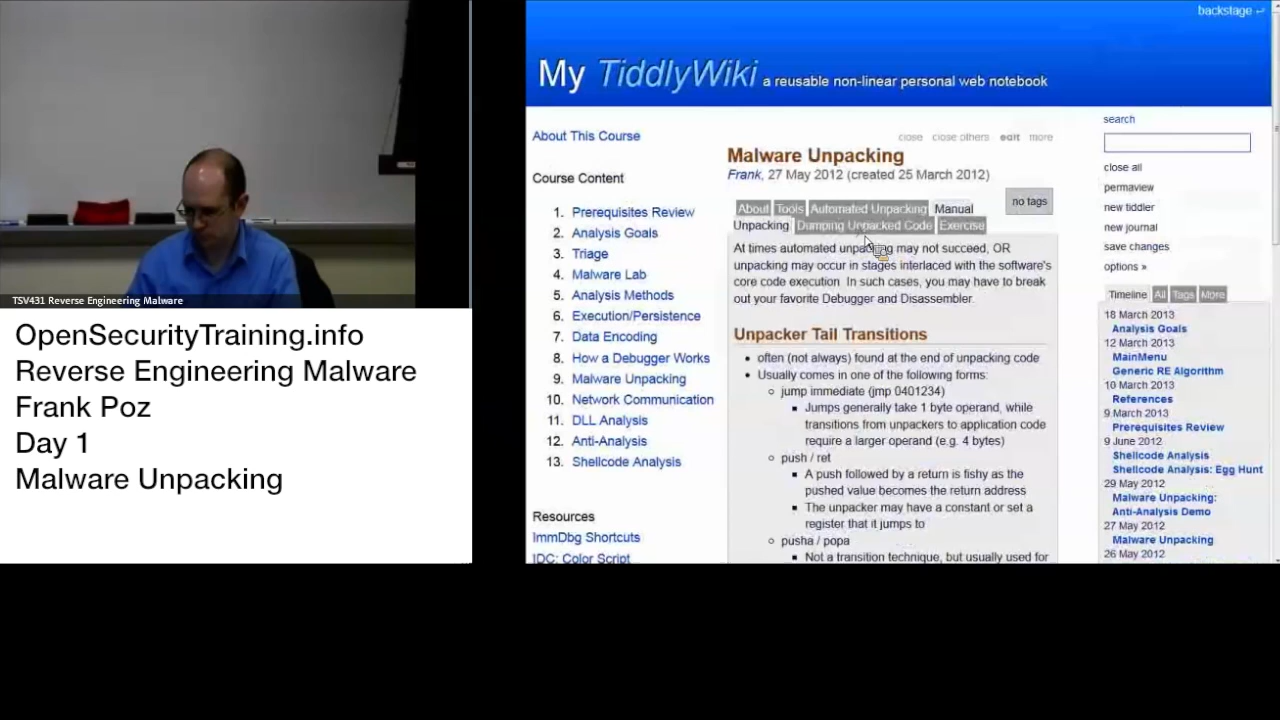 TSV431 Reverse Engineering Malware
OpenSecurityTraining.info
Reverse Engineering Malware
Frank Poz
Day 1
Malware Unpacking
backstage
My TiddlyWiki a reusable non-linear personal web notebook
About This Course
Course Content
1. Prerequisites Review
2. Analysis Goals
3. Triage
4. Malware Lab
5. Analysis Methods
6. Execution/Persistence
7. Data Encoding
8. How a Debugger Works
9. Malware Unpacking
10. Network Communication
11. DLL Analysis
12. Anti-Analysis
13. Shellcode Analysis
Resources
ImmDbg Shortcuts
IDC: Color Script
close close others edit more
Malware Unpacking
Frank, 27 May 2012 (created 25 March 2012)
no tags
About Tools Automated Unpacking Manual
Unpacking Dumping Unpacked Code Exercise
At times automated unpacking may not succeed, OR
unpacking may occur in stages interlaced with the software's
core code execution. In such cases, you may have to break
out your favorite Debugger and Disassembler.
Unpacker Tail Transitions
• often (not always) found at the end of unpacking code
• Usually comes in one of the following forms:
○ jump immediate (jmp 0401234)
▪ Jumps generally take 1 byte operand, while
transitions from unpackers to application code
require a larger operand (e.g. 4 bytes)
○ push / ret
▪ A push followed by a return is fishy as the
pushed value becomes the return address
▪ The unpacker may have a constant or set a
register that it jumps to
○ pusha / popa
▪ Not a transition technique, but usually used for
search
close all
permaview
new tiddler
new journal
save changes
options »
Timeline All Tags More
18 March 2013
Analysis Goals
12 March 2013
MainMenu
Generic RE Algorithm
10 March 2013
References
9 March 2013
Prerequisites Review
9 June 2012
Shellcode Analysis
Shellcode Analysis: Egg Hunt
29 May 2012
Malware Unpacking:
Anti-Analysis Demo
27 May 2012
Malware Unpacking
26 May 2012